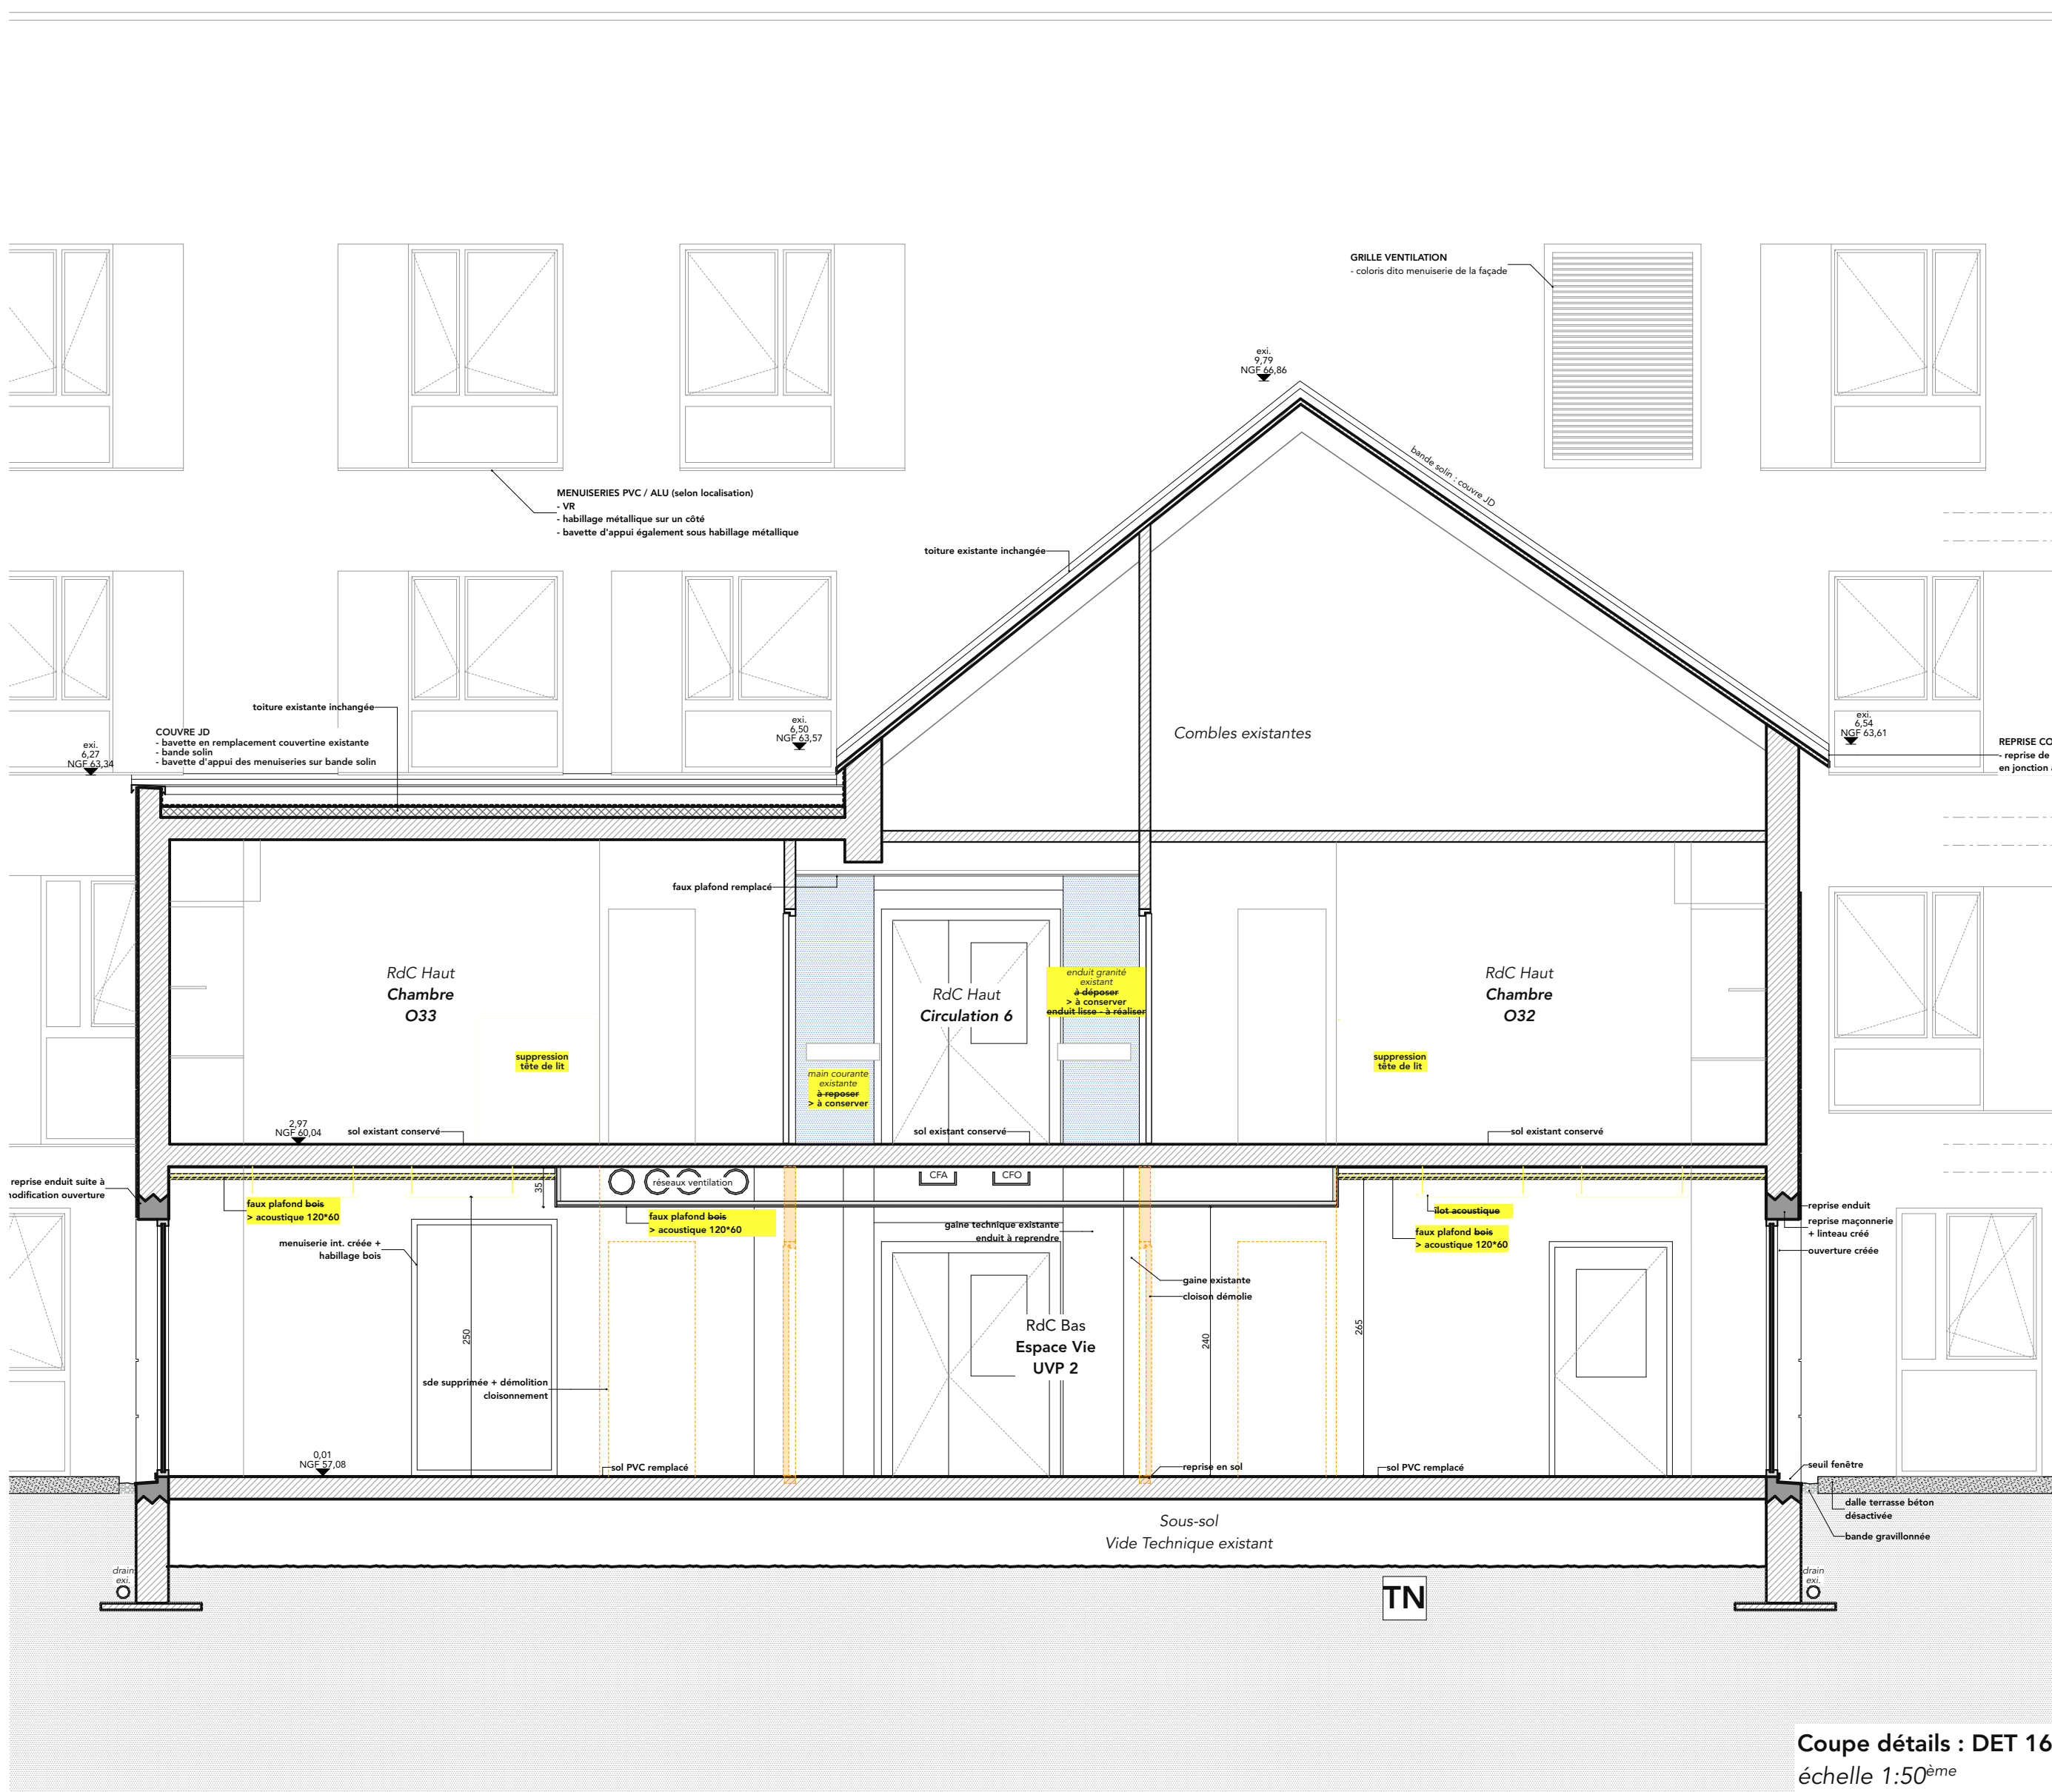 GRILLE VENTILATION
- coloris dito menuiserie de la façade
exi.
9,79
NGF 66,86
bande solin : couvre JD
MENUISERIES PVC / ALU (selon localisation)
- VR
- habillage métallique sur un côté
- bavette d'appui également sous habillage métallique
toiture existante inchangée
toiture existante inchangée
COUVRE JD
- bavette en remplacement couvertine existante
- bande solin
- bavette d'appui des menuiseries sur bande solin
exi.
6,27
NGF 63,34
exi.
6,50
NGF 63,57
Combles existantes
exi.
6,54
NGF 63,61
REPRISE CO
- reprise de
en jonction
faux plafond remplacé
RdC Haut
Chambre
O33
RdC Haut
Circulation 6
enduit granité
existant
à déposer
> à conserver
enduit lisse - à réaliser
RdC Haut
Chambre
O32
suppression
tête de lit
main courante
existante
à reposer
> à conserver
suppression
tête de lit
2,97
NGF 60,04
sol existant conservé
sol existant conservé
sol existant conservé
reprise enduit suite à
modification ouverture
faux plafond bois
> acoustique 120*60
35
réseaux ventilation
CFA
CFO
faux plafond bois
> acoustique 120*60
gaine technique existante
enduit à reprendre
îlot acoustique
faux plafond bois
> acoustique 120*60
reprise enduit
reprise maçonnerie
+ linteau créé
ouverture créée
menuiserie int. créée +
habillage bois
gaine existante
cloison démolie
250
240
265
RdC Bas
Espace Vie
UVP 2
sde supprimée + démolition
cloisonnement
0,01
NGF 57,08
sol PVC remplacé
reprise en sol
sol PVC remplacé
seuil fenêtre
dalle terrasse béton
désactivée
bande gravillonnée
Sous-sol
Vide Technique existant
drain
exi.
drain
exi.
TN
Coupe détails : DET 16
échelle 1:50ème